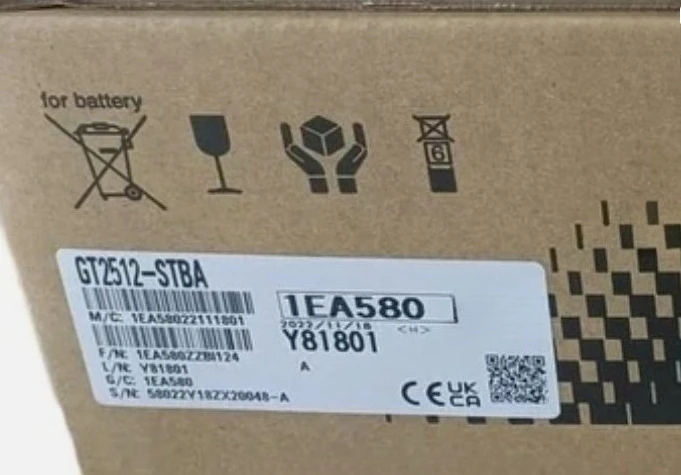 for battery
6
GT2512-STBA
M/C: 1EA58022111801
F/N: 1EA580ZZBI124
L/N: Y81801
G/C: 1EA580
S/N: 58022Y18ZX20048-A
1EA580
2022/11/18
<H>
Y81801
A
CE UK
CA